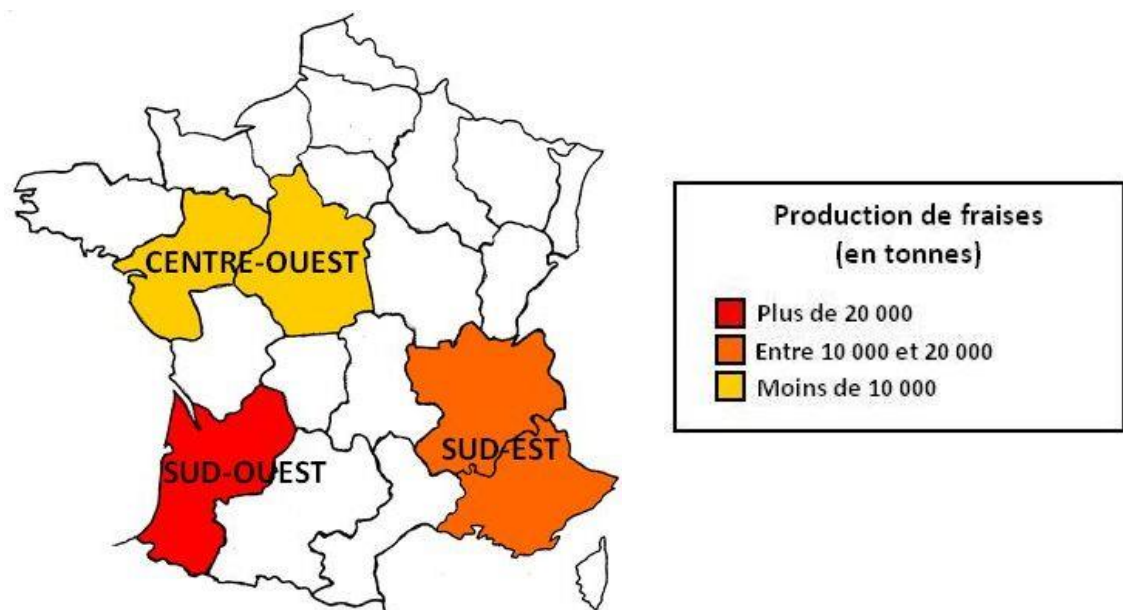 CENTRE-OUEST
SUD-OUEST
SUD-EST
Production de fraises
(en tonnes)
Plus de 20 000
Entre 10 000 et 20 000
Moins de 10 000